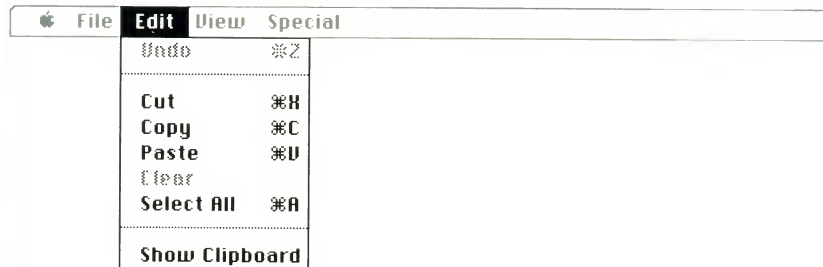 File Edit View Special
Undo ⌘Z
Cut ⌘X
Copy ⌘C
Paste ⌘V
Clear
Select All ⌘A
Show Clipboard